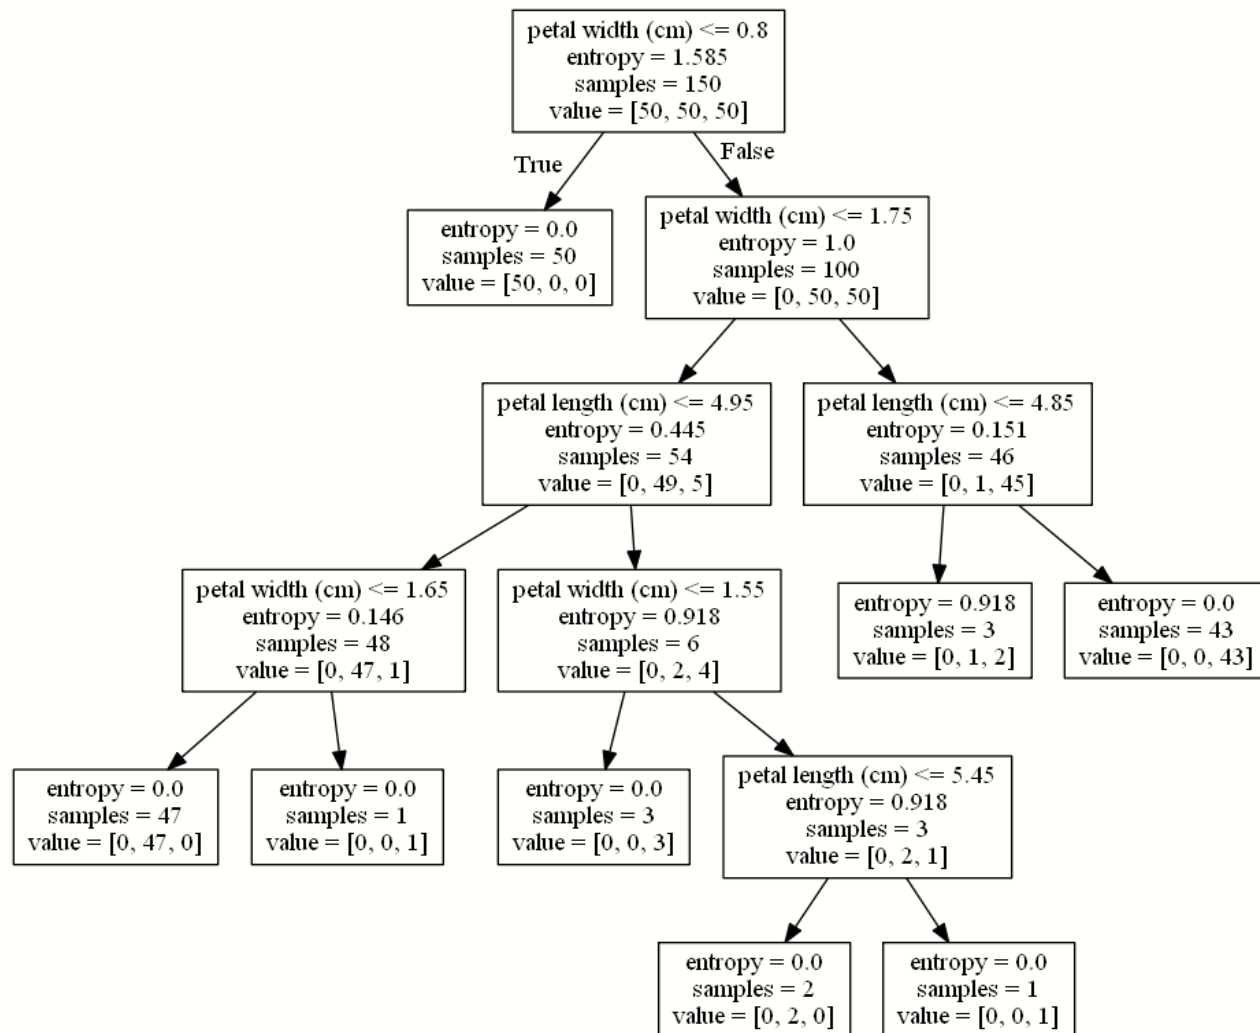 petal width (cm) <= 0.8
entropy = 1.585
samples = 150
value = [50, 50, 50]
True
False
entropy = 0.0
samples = 50
value = [50, 0, 0]
petal width (cm) <= 1.75
entropy = 1.0
samples = 100
value = [0, 50, 50]
petal length (cm) <= 4.95
entropy = 0.445
samples = 54
value = [0, 49, 5]
petal length (cm) <= 4.85
entropy = 0.151
samples = 46
value = [0, 1, 45]
petal width (cm) <= 1.65
entropy = 0.146
samples = 48
value = [0, 47, 1]
petal width (cm) <= 1.55
entropy = 0.918
samples = 6
value = [0, 2, 4]
entropy = 0.918
samples = 3
value = [0, 1, 2]
entropy = 0.0
samples = 43
value = [0, 0, 43]
entropy = 0.0
samples = 47
value = [0, 47, 0]
entropy = 0.0
samples = 1
value = [0, 0, 1]
entropy = 0.0
samples = 3
value = [0, 0, 3]
petal length (cm) <= 5.45
entropy = 0.918
samples = 3
value = [0, 2, 1]
entropy = 0.0
samples = 2
value = [0, 2, 0]
entropy = 0.0
samples = 1
value = [0, 0, 1]